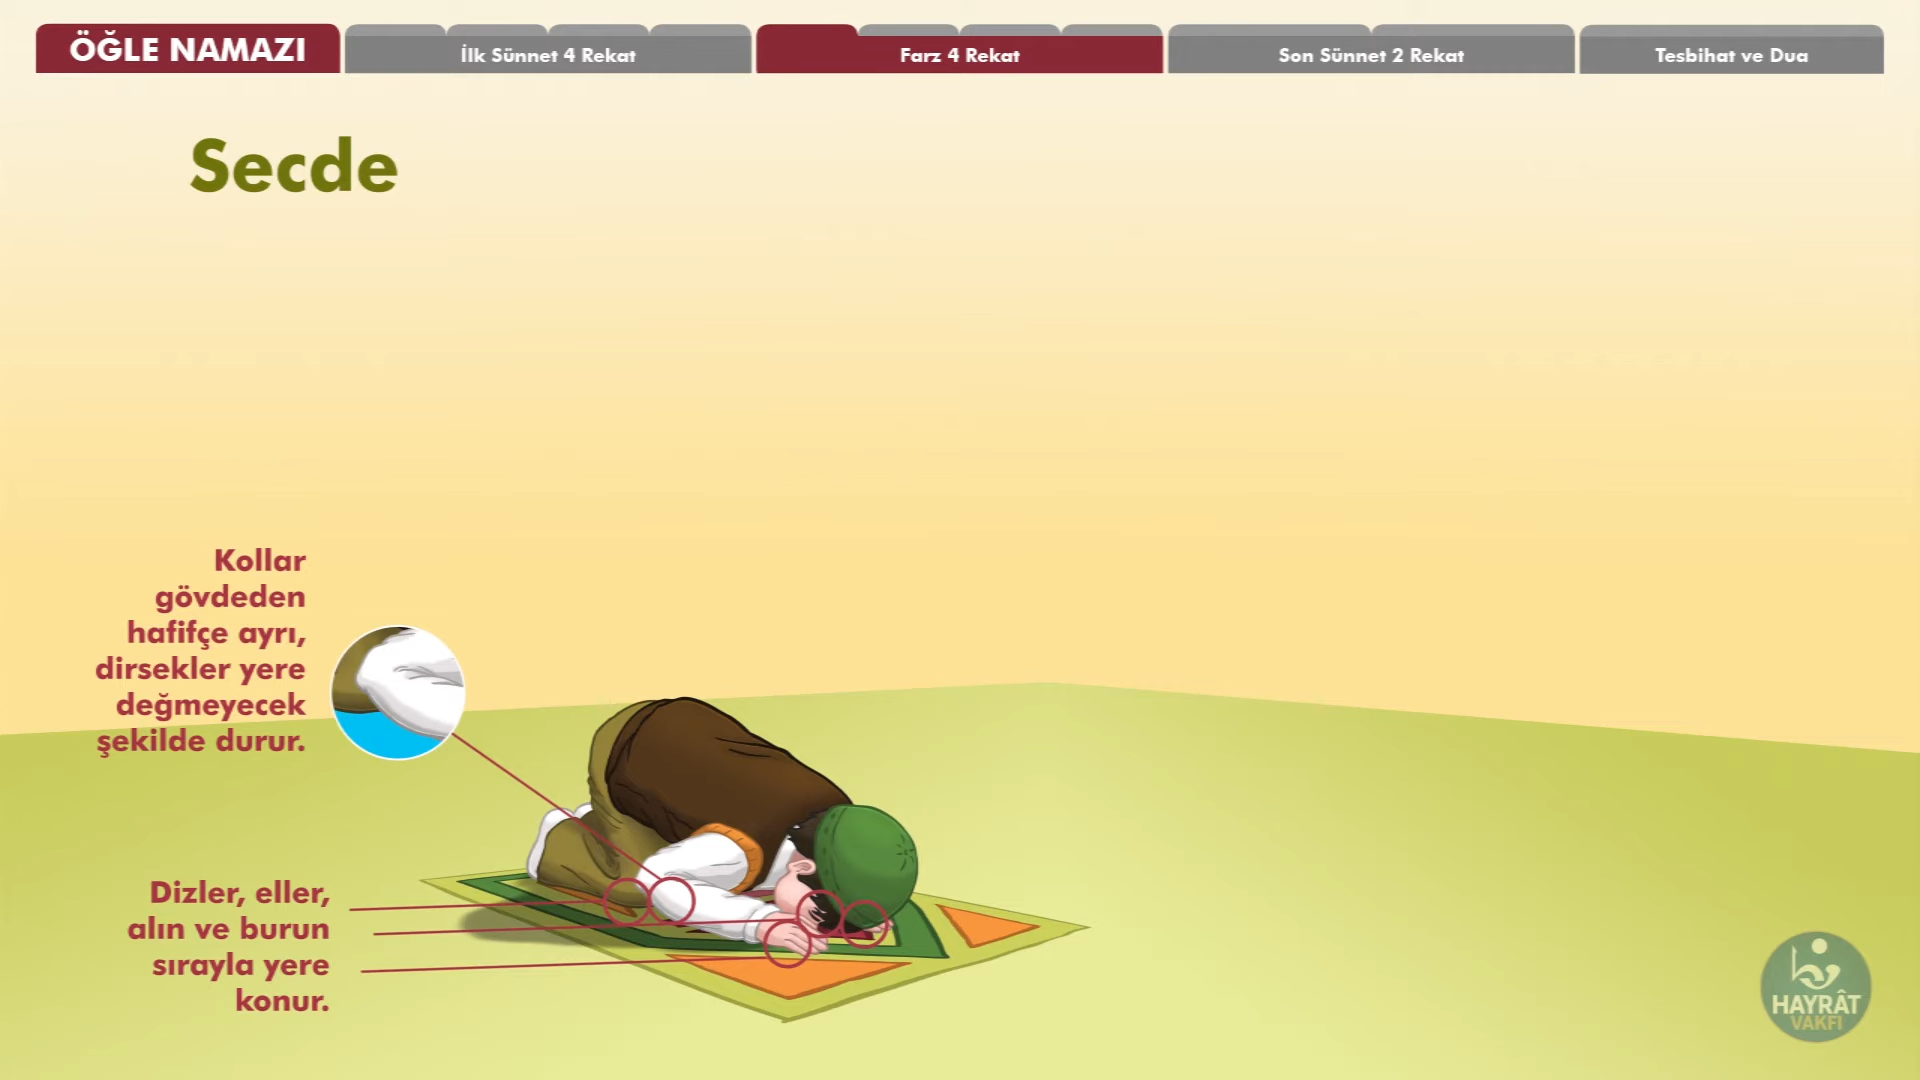 ÖĞLE NAMAZI
İlk Sünnet 4 Rekat
Farz 4 Rekat
Son Sünnet 2 Rekat
Tesbihat ve Dua
Secde
Kollar
gövdeden
hafifçe ayrı,
dirsekler yere
değmeyecek
şekilde durur.
Dizler, eller,
alın ve burun
sırayla yere
konur.
HAYRÂT
VAKFI